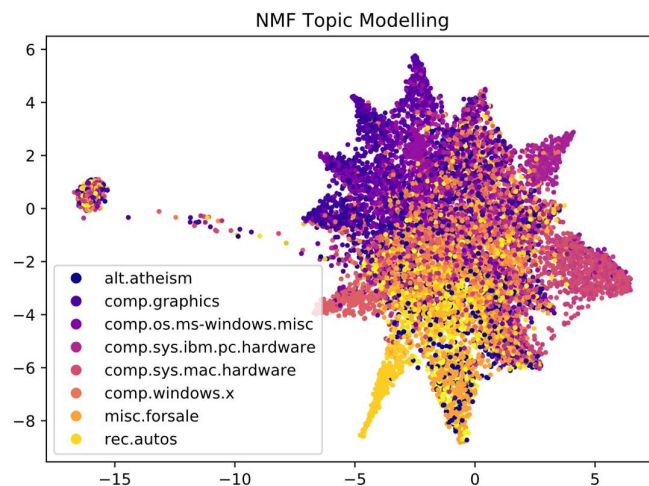 NMF Topic Modelling
6
4
2
0
−2
−4
−6
−8
alt.atheism
comp.graphics
comp.os.ms-windows.misc
comp.sys.ibm.pc.hardware
comp.sys.mac.hardware
comp.windows.x
misc.forsale
rec.autos
−15 −10 −5 0 5